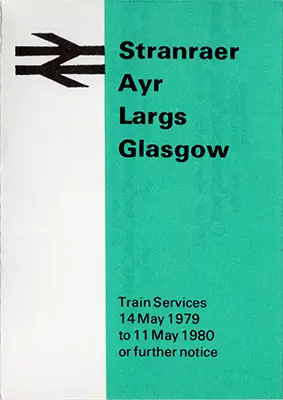 Stranraer
Ayr
Largs
Glasgow
Train Services
14 May 1979
to 11 May 1980
or further notice